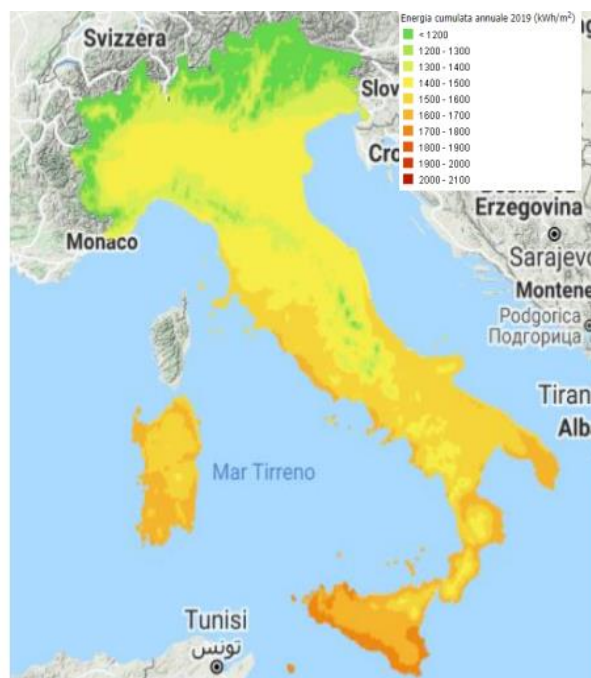 Energia cumulata annuale 2019 (kWh/m²)
< 1200
1200 - 1300
1300 - 1400
1400 - 1500
1500 - 1600
1600 - 1700
1700 - 1800
1800 - 1900
1900 - 2000
2000 - 2100
Svizzera
Slov
Cro
Erzegovina
Sarajevo
Monaco
Montene
Podgorica
Подгорица
Tiran
Alba
Mar Tirreno
Tunisi
تونس